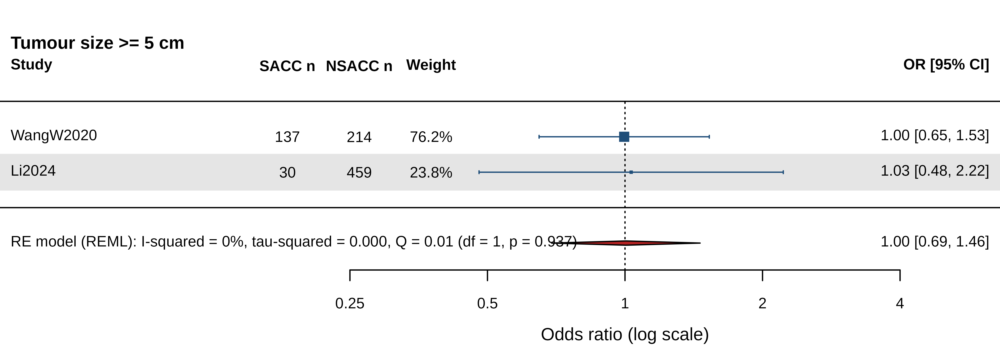 Tumour size >= 5 cm
Study SACC n NSACC n Weight OR [95% CI]
WangW2020 137 214 76.2% 1.00 [0.65, 1.53]
Li2024 30 459 23.8% 1.03 [0.48, 2.22]
RE model (REML): I-squared = 0%, tau-squared = 0.000, Q = 0.01 (df = 1, p = 0.937) 1.00 [0.69, 1.46]
0.25 0.5 1 2 4
Odds ratio (log scale)